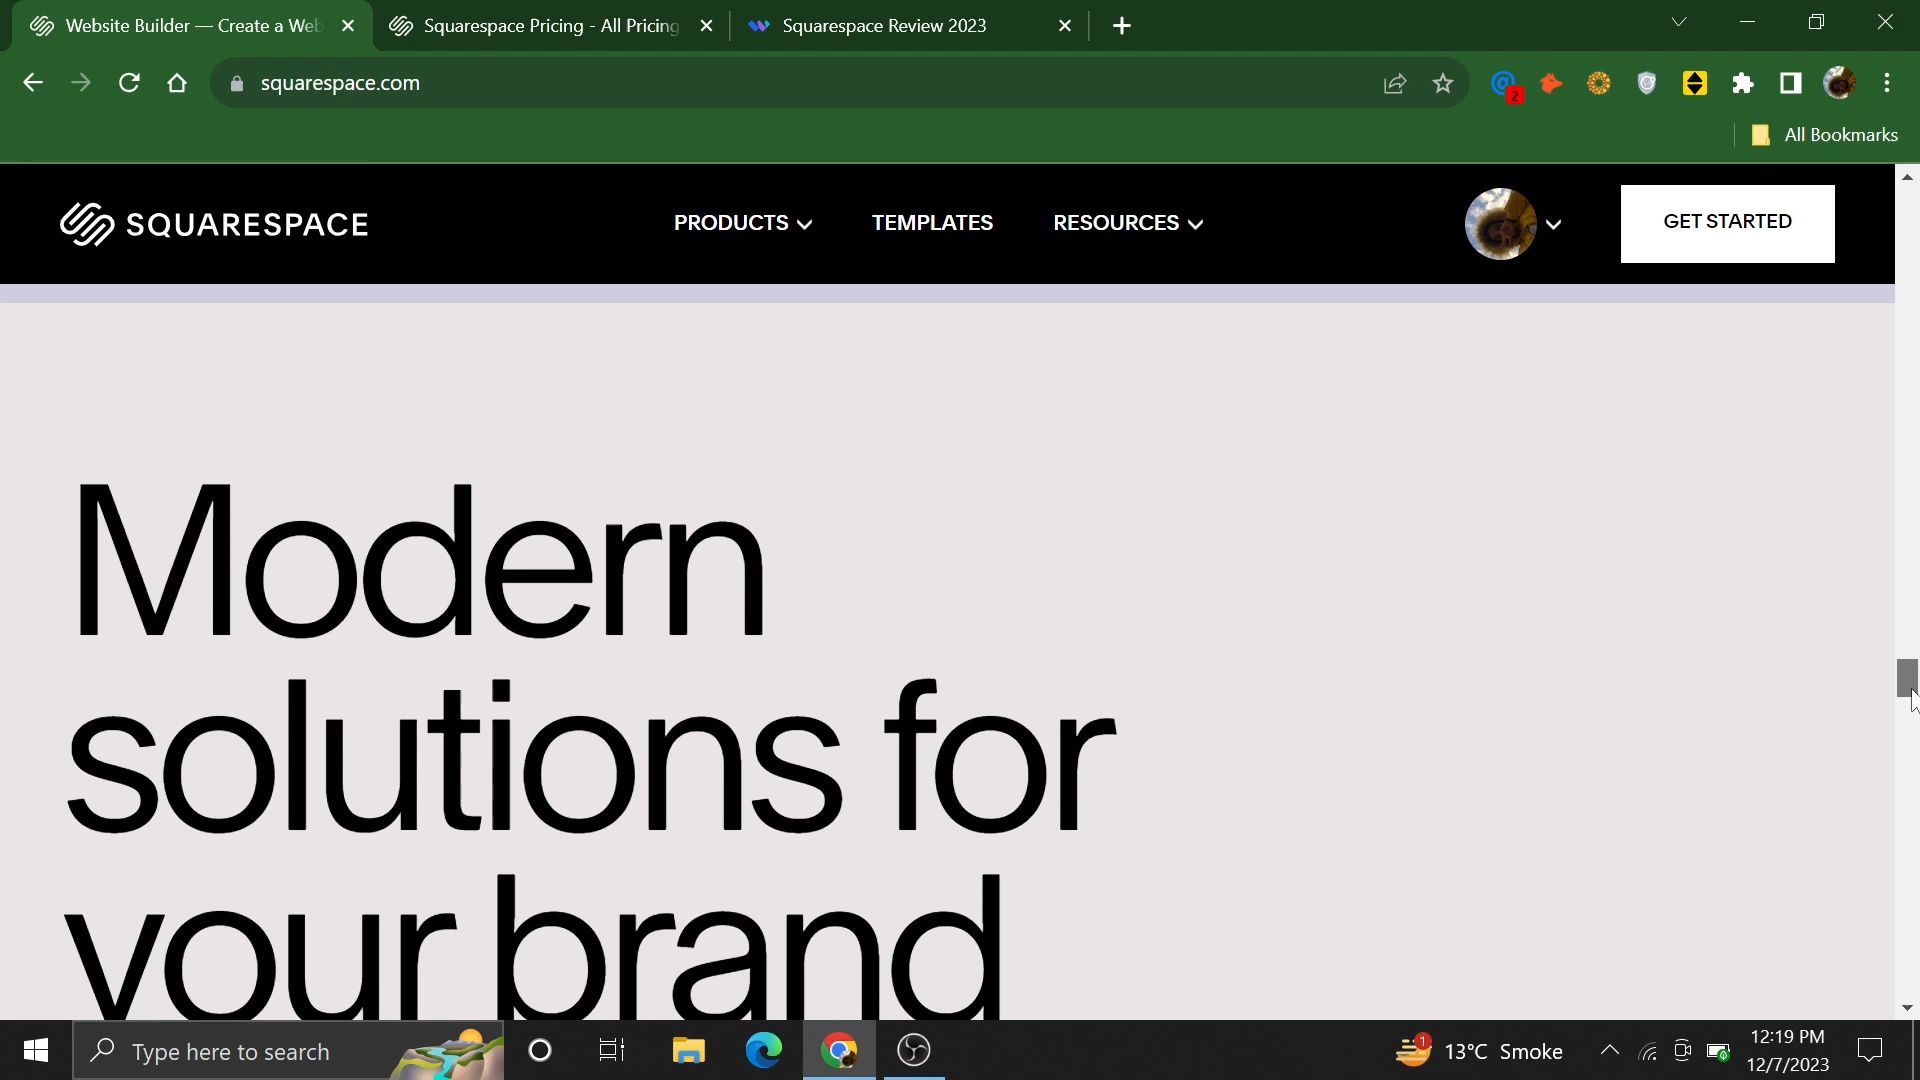 Website Builder — Create a Web
Squarespace Pricing - All Pricing
Squarespace Review 2023
squarespace.com
2
All Bookmarks
SQUARESPACE
PRODUCTS
TEMPLATES
RESOURCES
GET STARTED
Modern
solutions for
your brand
Type here to search
1
13°C Smoke
12:19 PM
12/7/2023